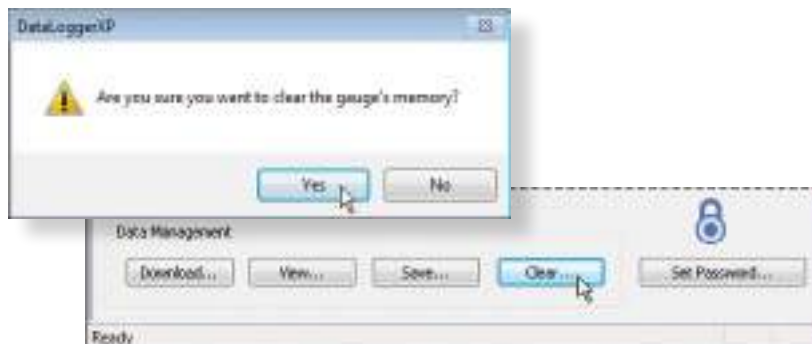 DataLoggerXP
Are you sure you want to clear the gauge's memory?
Yes
No
Data Management
Download...
View...
Save...
Clear...
Set Password...
Ready